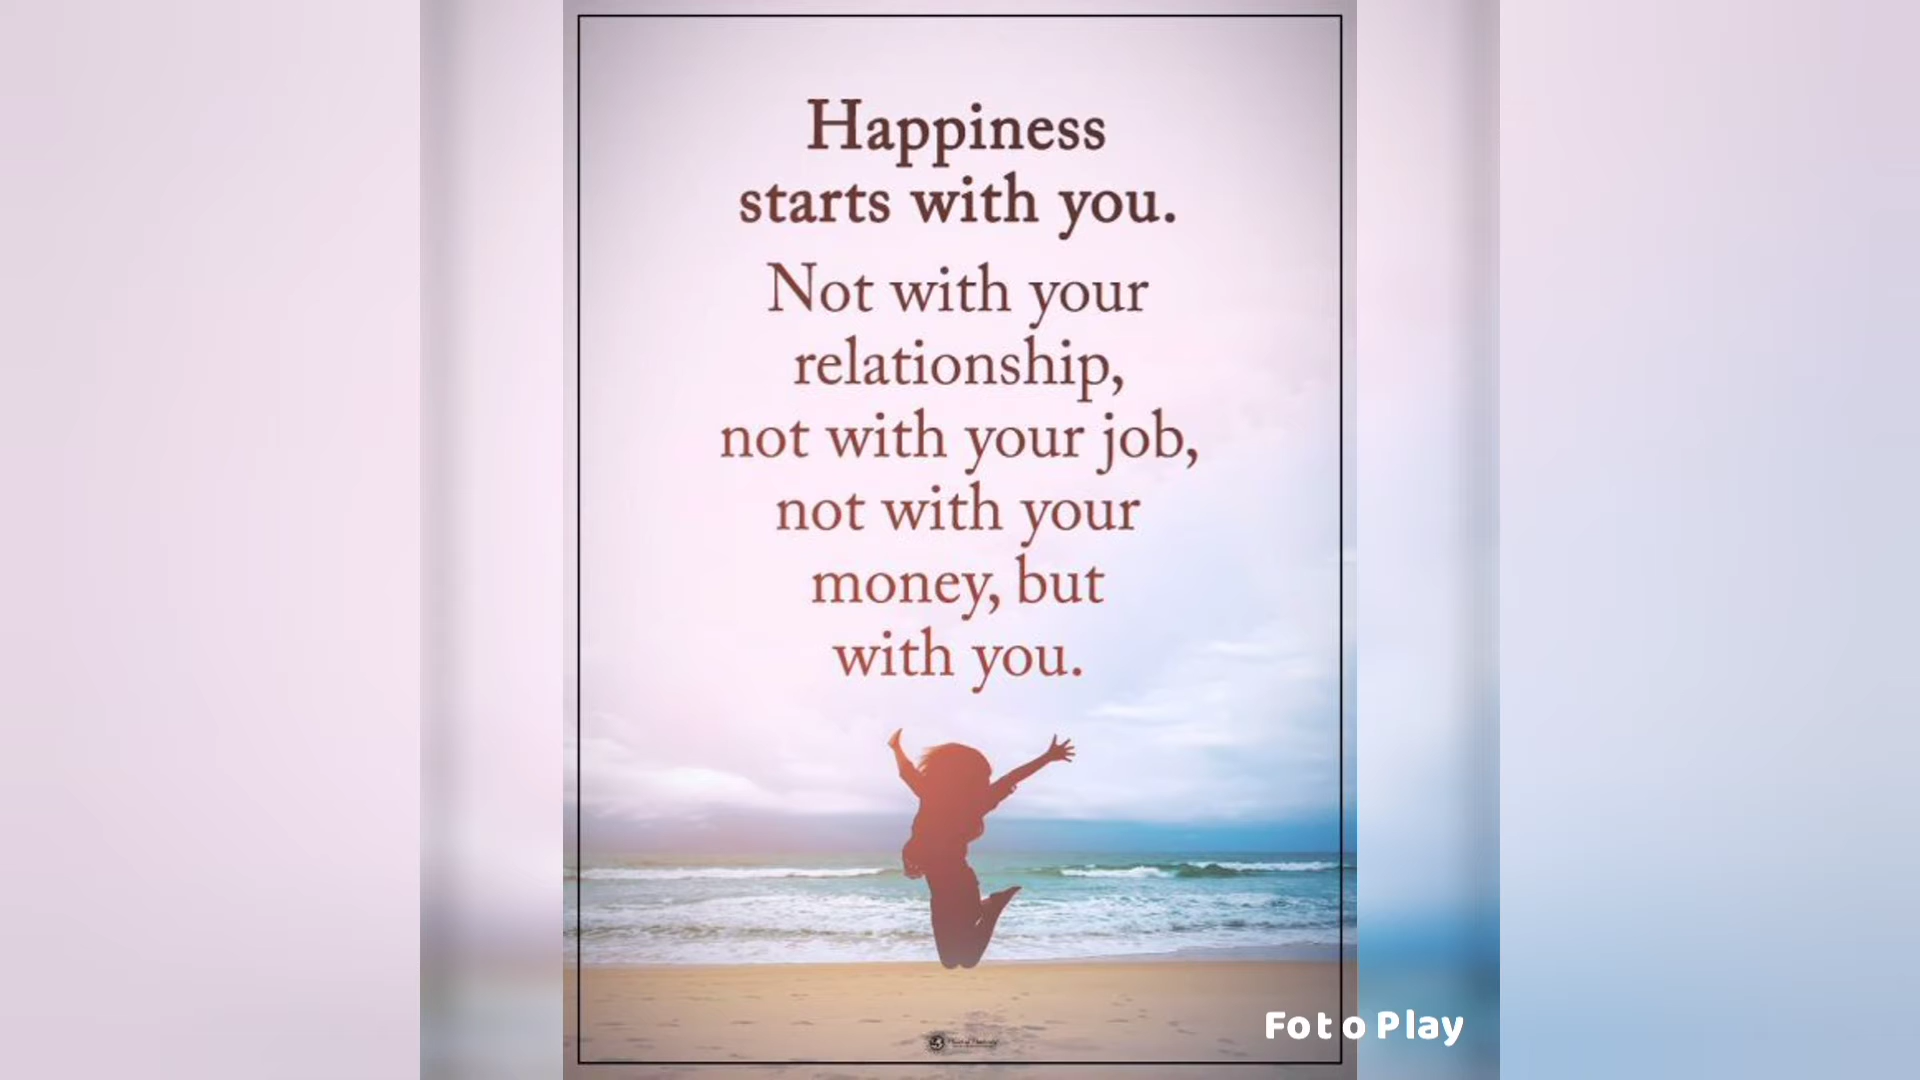 Happiness
starts with you.
Not with your
relationship,
not with your job,
not with your
money, but
with you.
Foto Play